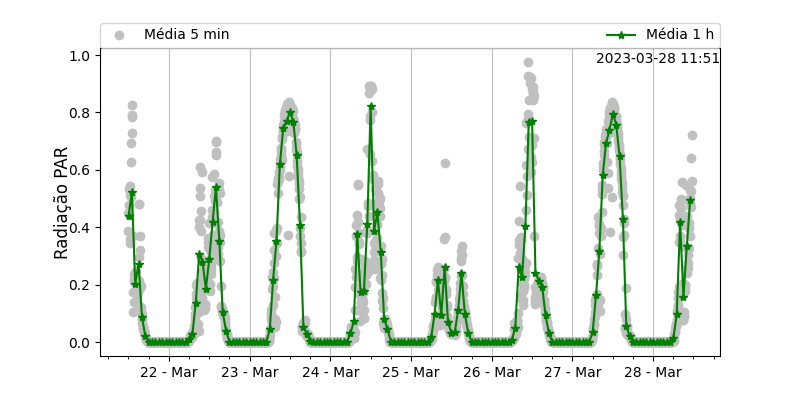 Média 5 min
Média 1 h
2023-03-28 11:51
1.0
0.8
0.6
0.4
0.2
0.0
Radiação PAR
22 - Mar
23 - Mar
24 - Mar
25 - Mar
26 - Mar
27 - Mar
28 - Mar